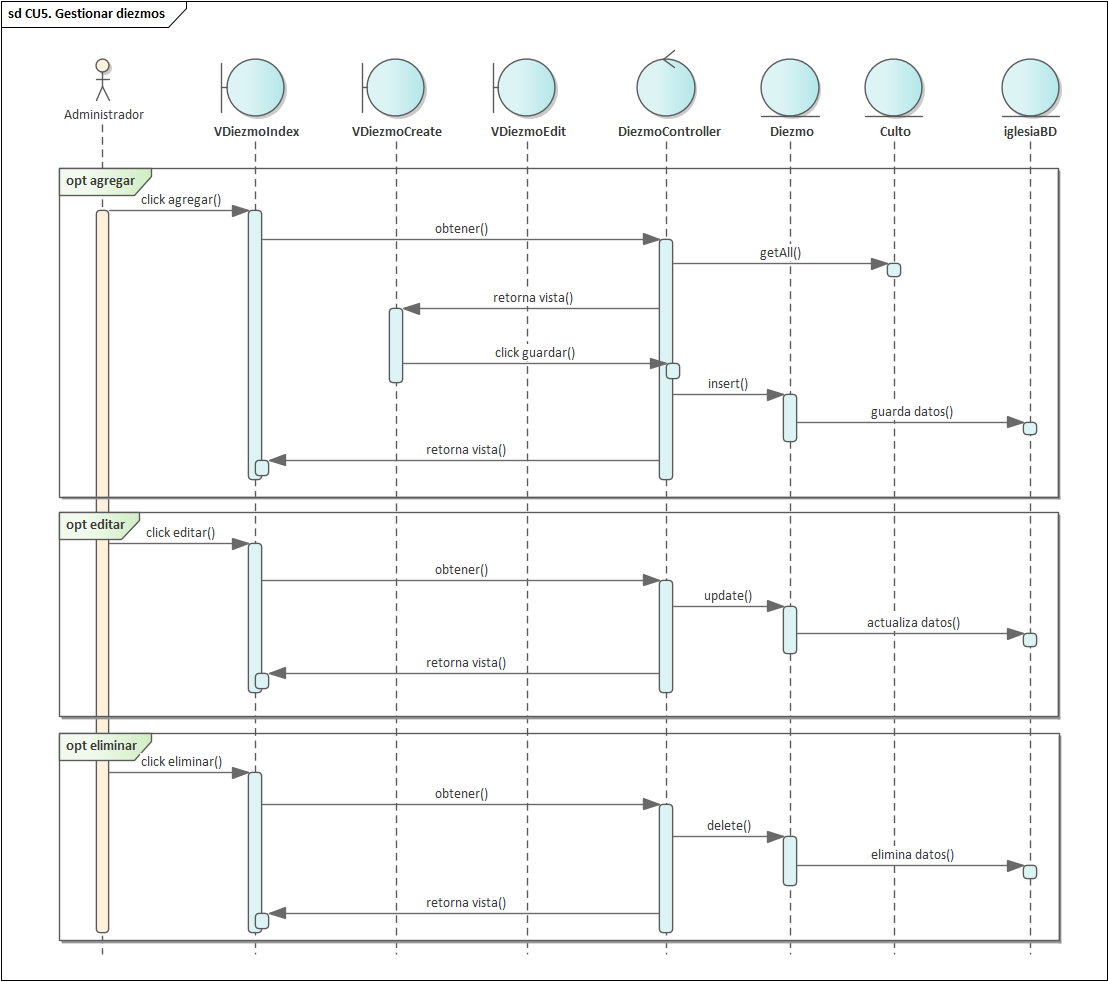 sd CU5. Gestionar diezmos
Administrador
VDiezmoIndex
VDiezmoCreate
VDiezmoEdit
DiezmoController
Diezmo
Culto
iglesiaBD
opt agregar
click agregar()
obtener()
getAll()
retorna vista()
click guardar()
insert()
guarda datos()
retorna vista()
opt editar
click editar()
obtener()
update()
actualiza datos()
retorna vista()
opt eliminar
click eliminar()
obtener()
delete()
elimina datos()
retorna vista()